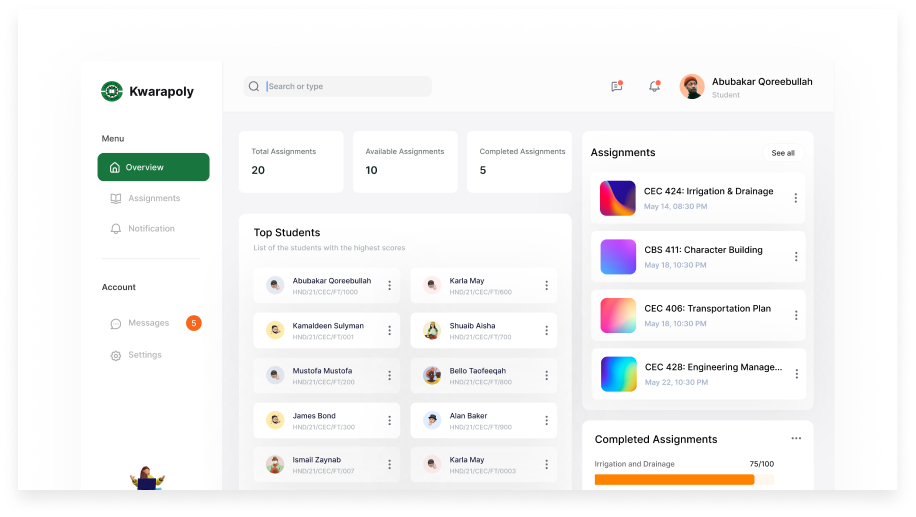 Kwarapoly
Menu
Overview
Assignments
Notification
Account
Messages
5
Settings
Search or type
Abubakar Qoreebullah
Student
Total Assignments
20
Available Assignments
10
Completed Assignments
5
Top Students
List of the students with the highest scores
Abubakar Qoreebullah
HND/21/CEC/FT/1000
Karla May
HND/21/CEC/FT/600
Kamaldeen Sulyman
HND/21/CEC/FT/001
Shuaib Aisha
HND/21/CEC/FT/700
Mustofa Mustofa
HND/21/CEC/FT/200
Bello Taofeeqah
HND/21/CEC/FT/800
James Bond
HND/21/CEC/FT/300
Alan Baker
HND/21/CEC/FT/900
Ismail Zaynab
HND/21/CEC/FT/007
Karla May
HND/21/CEC/FT/0003
Assignments
See all
CEC 424: Irrigation & Drainage
May 14, 08:30 PM
CBS 411: Character Building
May 18, 10:30 PM
CEC 406: Transportation Plan
May 18, 10:30 PM
CEC 428: Engineering Manage...
May 22, 10:30 PM
Completed Assignments
Irrigation and Drainage
75/100